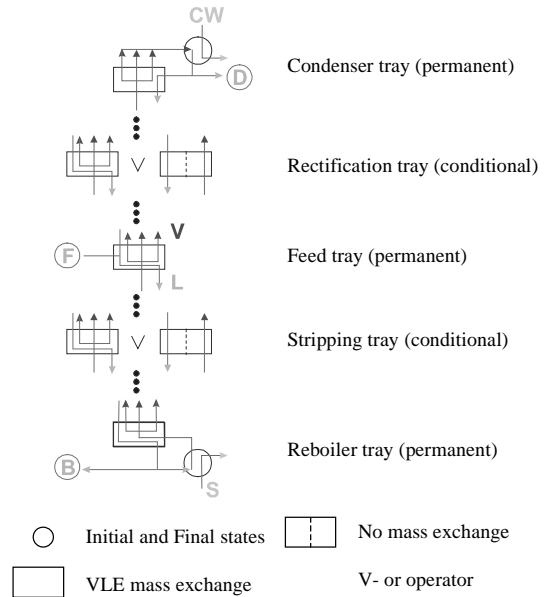 CW
Condenser tray (permanent)
D
V
Rectification tray (conditional)
V
F
Feed tray (permanent)
L
V
Stripping tray (conditional)
Reboiler tray (permanent)
B
S
Initial and Final states
No mass exchange
VLE mass exchange
V- or operator